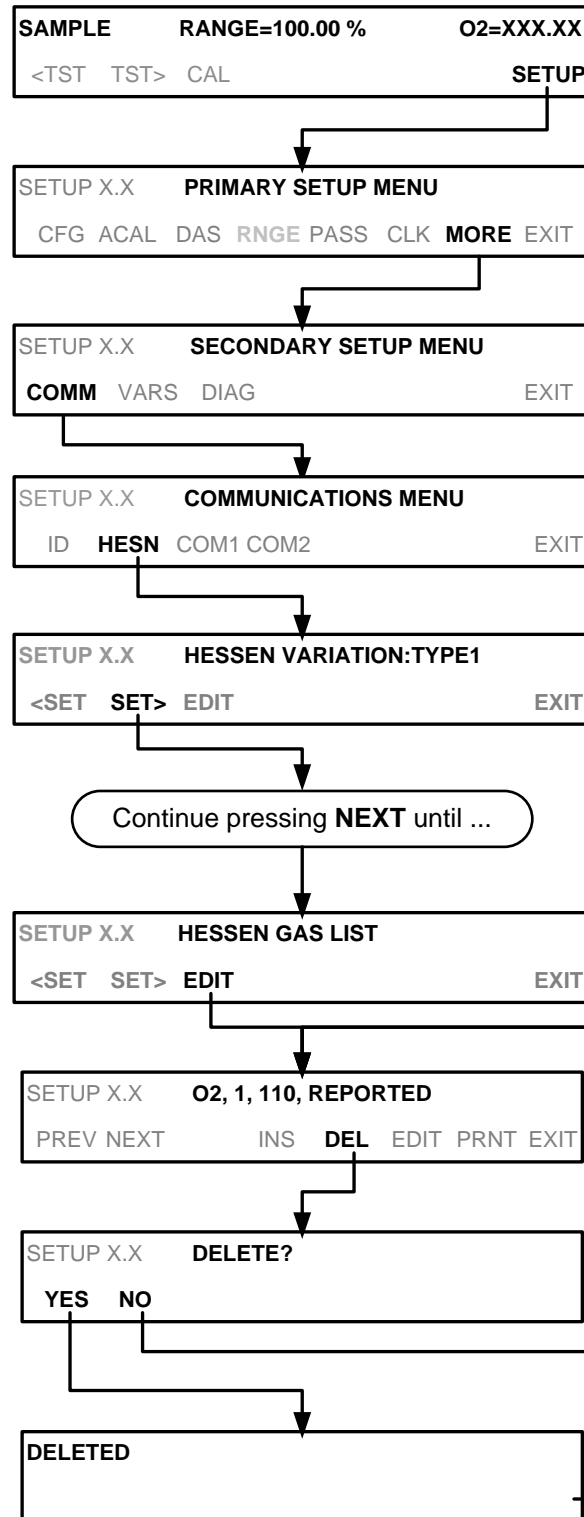 SAMPLE RANGE=100.00 % O2=XXX.XX
<TST TST> CAL SETUP
SETUP X.X PRIMARY SETUP MENU
CFG ACAL DAS RNGE PASS CLK MORE EXIT
SETUP X.X SECONDARY SETUP MENU
COMM VARS DIAG EXIT
SETUP X.X COMMUNICATIONS MENU
ID HESN COM1 COM2 EXIT
SETUP X.X HESSEN VARIATION:TYPE1
<SET SET> EDIT EXIT
Continue pressing NEXT until ...
SETUP X.X HESSEN GAS LIST
<SET SET> EDIT EXIT
SETUP X.X O2, 1, 110, REPORTED
PREV NEXT INS DEL EDIT PRNT EXIT
SETUP X.X DELETE?
YES NO
DELETED